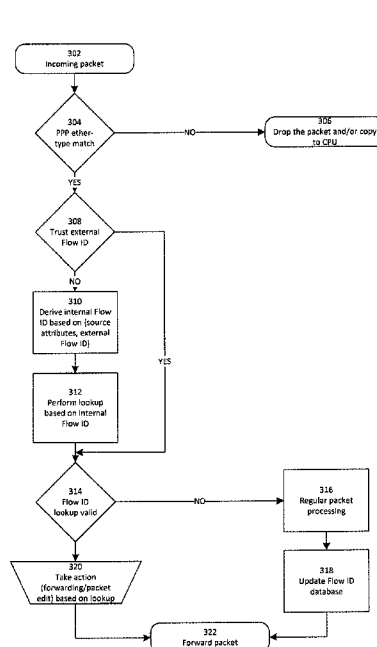 302
Incoming packet
304
PPP ether-
type match
NO
306
Drop the packet and/or copy
to CPU
YES
308
Trust external
Flow ID
NO
310
Derive internal Flow
ID based on {source
attributes, external
Flow ID}
YES
312
Perform lookup
based on Internal
Flow ID
314
Flow ID
lookup valid
NO
316
Regular packet
processing
320
Take action
(forwarding/packet
edit) based on lookup
318
Update Flow ID
database
322
Forward packet